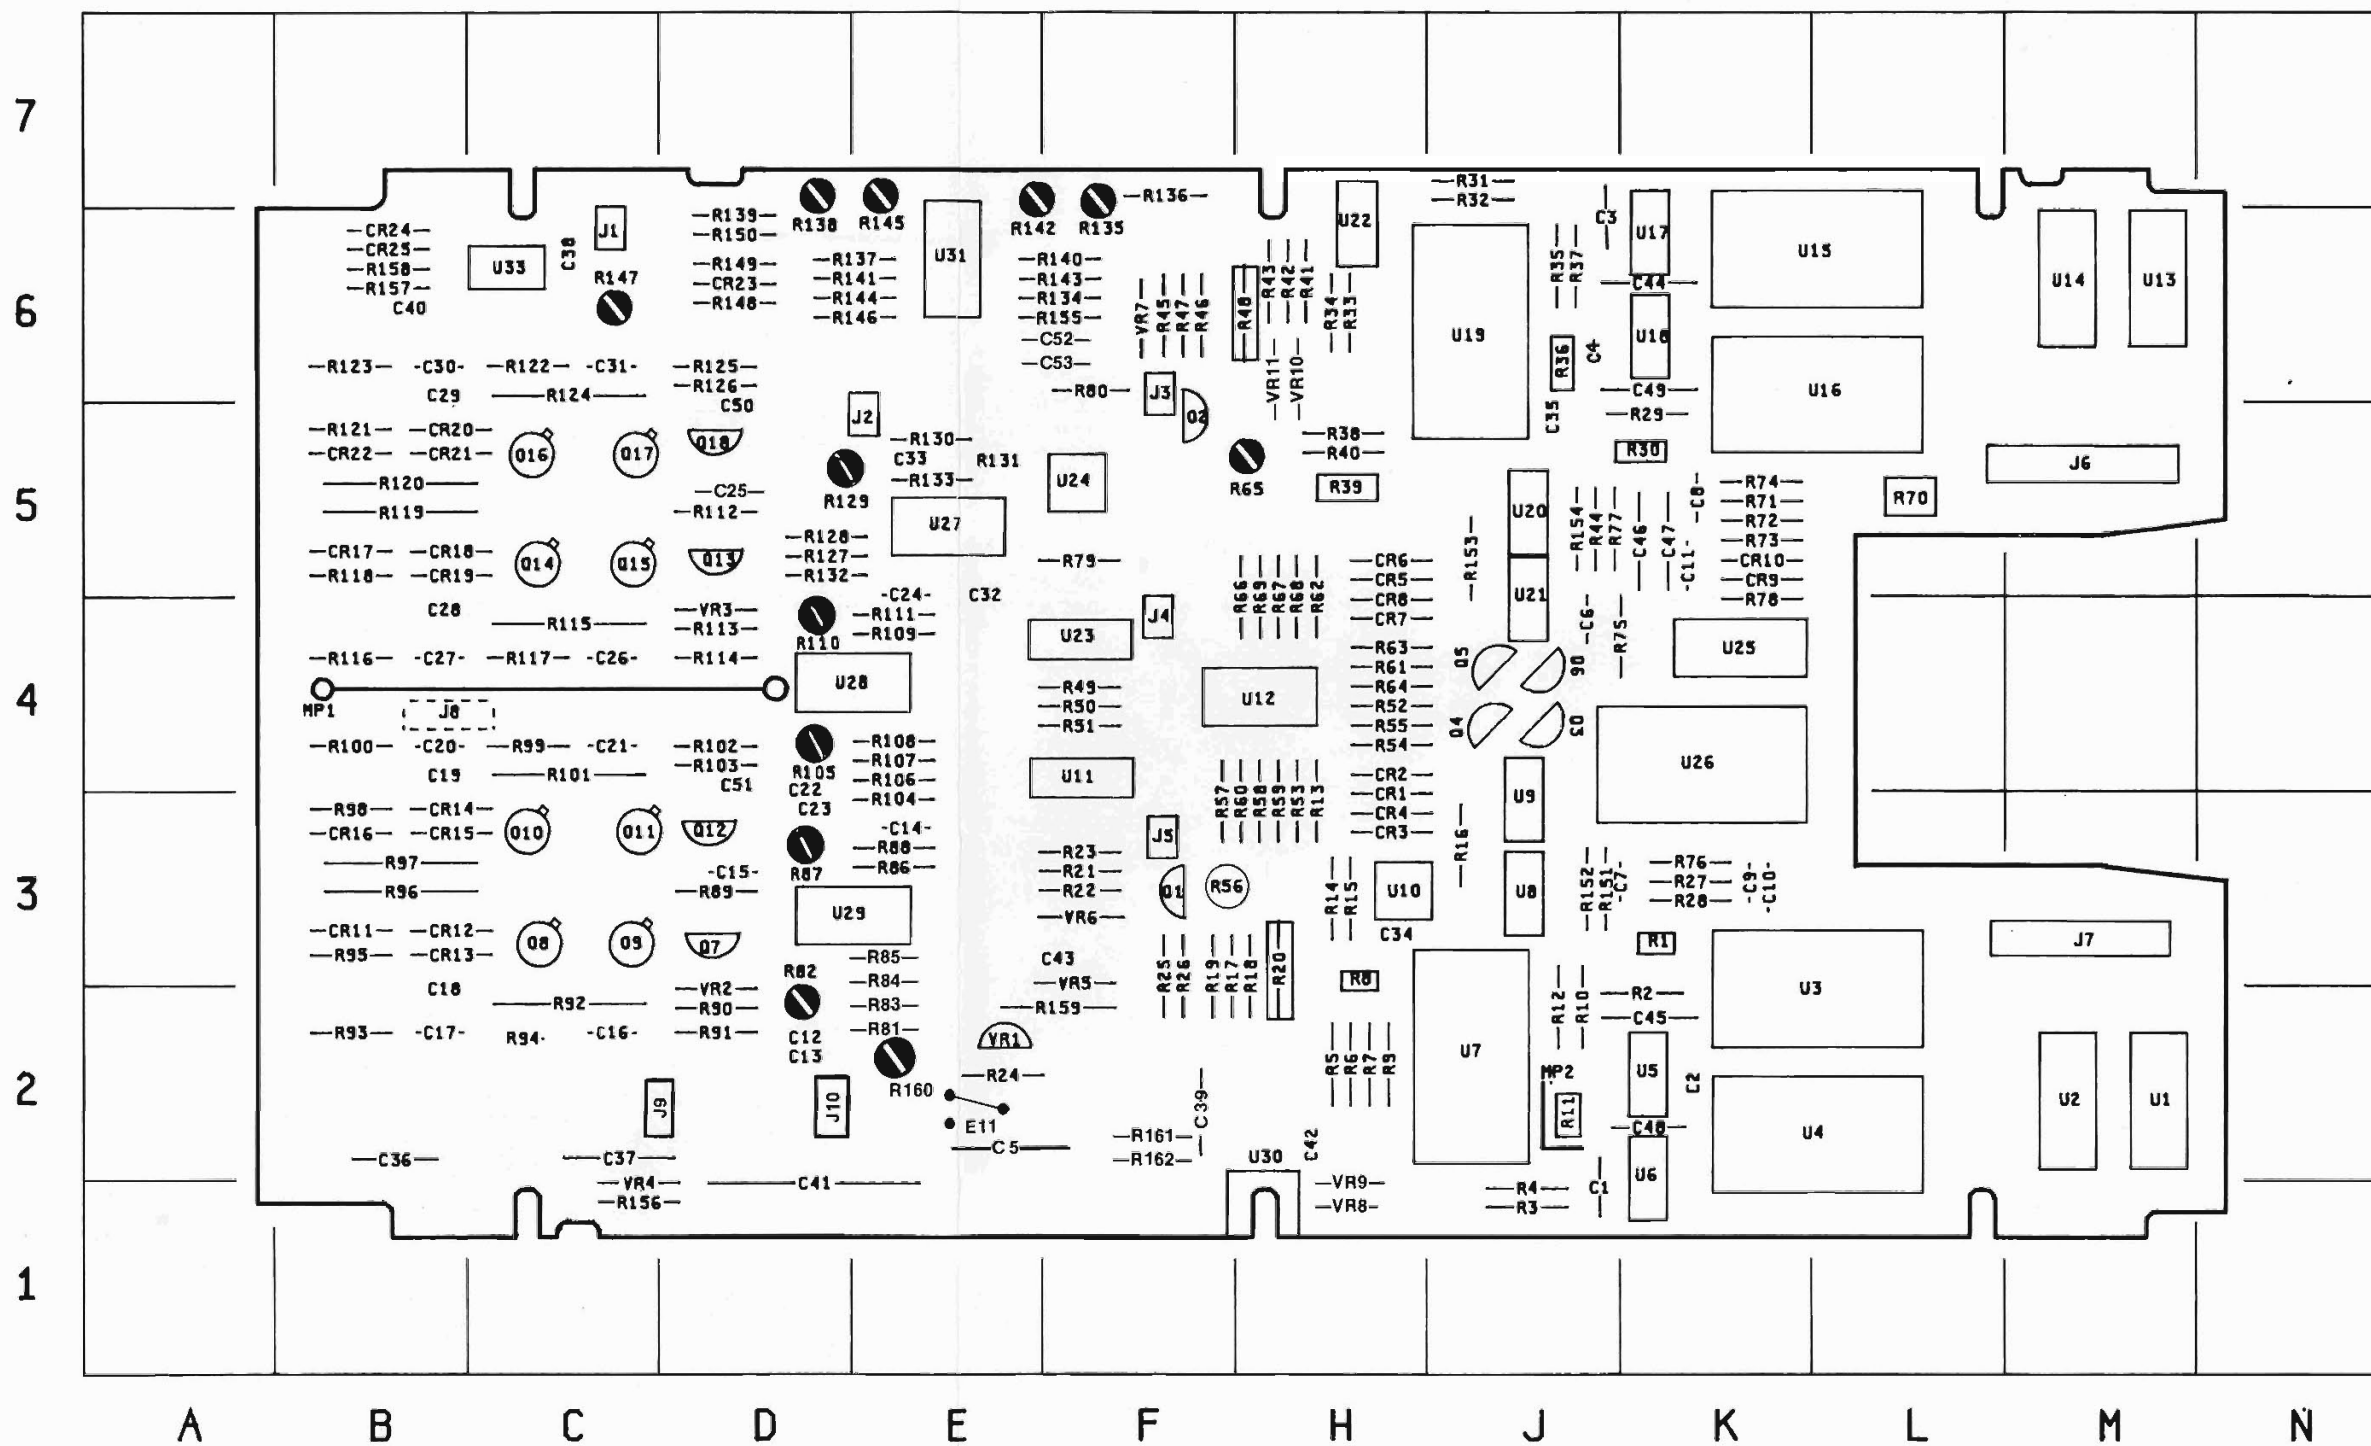 7
R31
R136
R32
R139 R138 R145 R142 R135 U22 C3 U17
CR24 J1 R150
CR25 C38 U33 R149 R137 U31 R140 R43 R42 R41 R35 R37 U15
R158 R147 CR23 R141 R143 U14 U13
R157 R148 R144 R134 VR7 R45 R47 R46 R48 R34 R33 C44
C40 R146 R155
6
C52 U19 U18
R123 C30 R122 C31 R125 C53 VR11 VR10 R36 C4
C29 R124 R126 R80 J3 C49 U16
C50 J2 Q2 C35 R29
R121 CR20 Q18 R130 R38
CR22 CR21 Q16 Q17 C33 R131 R40 R30 J6
R120 R129 R133 U24 R65 R39 C8 R74 R70
5
R119 C25 R112 U27 U20 R154 R44 R77 C46 C47 R71
R128 R72
CR17 CR18 R127 R153 R73
R118 CR19 Q14 Q15 Q13 R132 R79 CR6 C11 CR10
C28 C24 C32 R66 R69 R67 R68 R62 CR5 CR9
VR3 R111 J4 CR8 U21 C6 R78
R115 R113 R110 R109 U23 CR7 R75
R116 C27 R117 C26 R114 R63 Q5 Q6 U25
U28 R61
4
R49 U12 R64
MP1 J8 R50 R52
R51 R55 Q4 Q3
R100 C20 R99 C21 R102 R108 R54
C19 R101 R103 R105 R107 U11 CR2 U26
C51 C22 R106 CR1 U9
R98 CR14 C23 R104 R57 R60 R58 R59 R53 R13 CR4
CR16 CR15 Q10 Q11 Q12 C14 J5 CR3 R16
R97 R87 R88 R23 R76
C15 R86 R21 R14 R15 U10 U8 R152 R151 C7 R27 C9 C10
3
R96 R89 U29 R22 Q1 R56 R28
CR11 CR12 VR6 C34
R95 CR13 Q8 Q9 Q7 R85 C43 R1 J7
C18 R82 R84 VR5 R25 R26 R19 R17 R18 R20 R8 U3
R92 VR2 R83 R159 R12 R10 R2
R90 C45
R93 C17 R94 C16 R91 C12 R81 VR1 R5 R6 R7 R9 U7
C13 R24 MP2 U5 C2
2
J9 J10 R160 C39 R11 U2 U1
E11 R161 C48 U4
C36 C37 C5 R162 U30 C42
VR4 C41 VR9 R4 C1 U6
R156 VR8 R3
1
A B C D E F H J K L M N